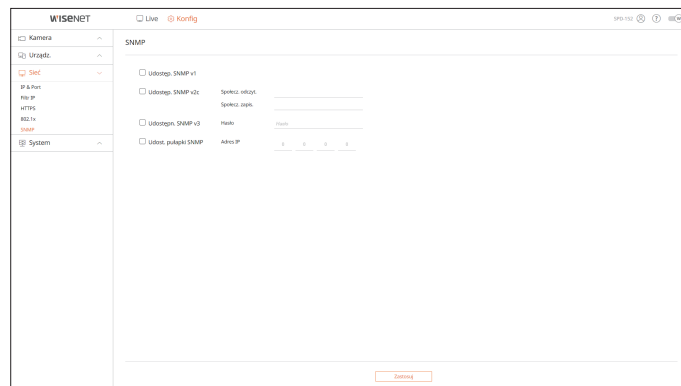 WISENET
Live Konfig
SPD-152
Kamera
SNMP
Urządz.
Sieć
IP & Port
Filtr IP
HTTPS
802.1x
SNMP
System
Udostęp. SNMP v1
Udostęp. SNMP v2c Społecz. odczyt.
Społecz. zapis.
Udostępn. SNMP v3 Hasło Hasło
Udost. pułapki SNMP Adres IP 0 0 0 0
Zastosuj